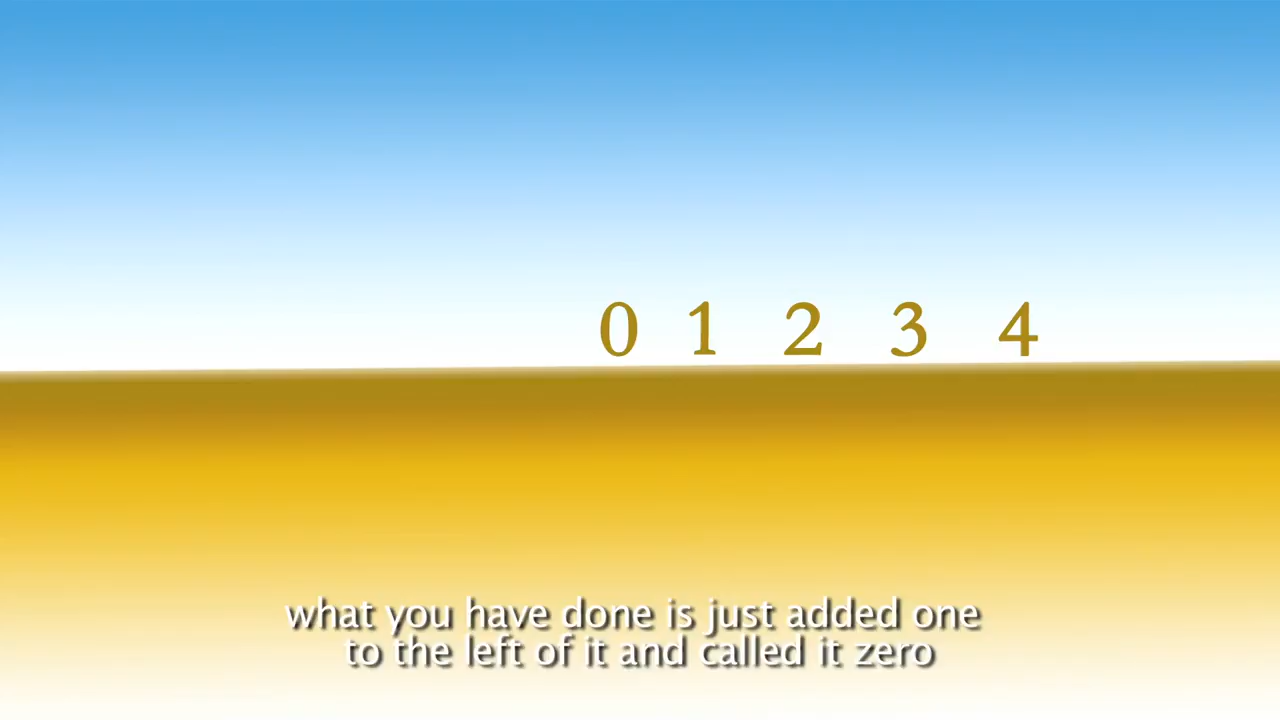 0 1 2 3 4
what you have done is just added one
to the left of it and called it zero